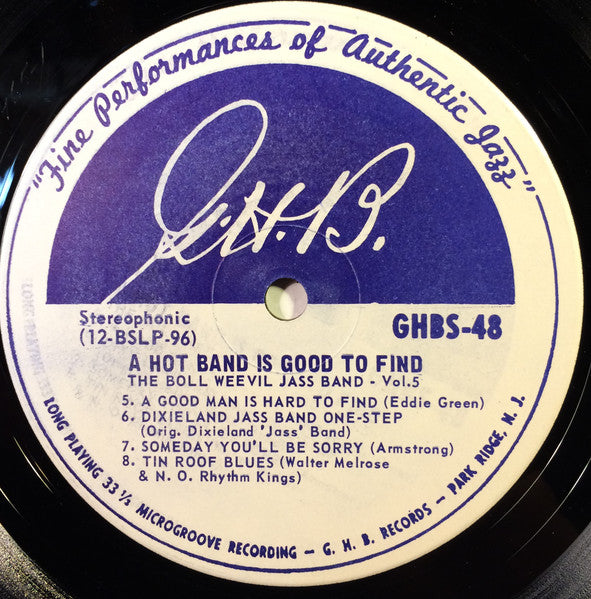 "Fine Performances of Authentic Jazz"
G.H.B.
Stereophonic
(12-BSLP-96)
GHBS-48
A HOT BAND IS GOOD TO FIND
THE BOLL WEEVIL JASS BAND - Vol.5
5. A GOOD MAN IS HARD TO FIND (Eddie Green)
6. DIXIELAND JASS BAND ONE-STEP
(Orig. Dixieland 'Jass' Band)
7. SOMEDAY YOU'LL BE SORRY (Armstrong)
8. TIN ROOF BLUES (Walter Melrose
& N. O. Rhythm Kings)
LONG PLAYING 33 1/3 MICROGROOVE RECORDING — G. H. B. RECORDS — PARK RIDGE, N. J.